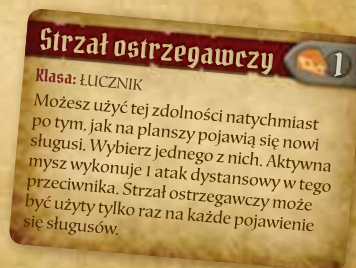 Strzał ostrzegawczy 1
Klasa: ŁUCZNIK
Możesz użyć tej zdolności natychmiast
po tym, jak na planszy pojawią się nowi
sługusi. Wybierz jednego z nich. Aktywna
mysz wykonuje 1 atak dystansowy w tego
przeciwnika. Strzał ostrzegawczy może
być użyty tylko raz na każde pojawienie
się sługusów.